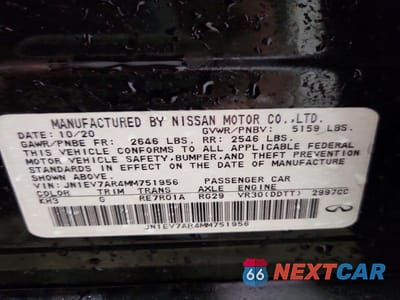 MANUFACTURED BY NISSAN MOTOR CO.,LTD.
DATE: 10/20 GVWR/PNBV: 5159 LBS.
GAWR/PNBE FR: 2646 LBS. RR: 2546 LBS.
THIS VEHICLE CONFORMS TO ALL APPLICABLE FEDERAL
MOTOR VEHICLE SAFETY,BUMPER,AND THEFT PREVENTION
STANDARDS IN EFFECT ON THE DATE OF MANUFACTURE
SHOWN ABOVE.
VIN: JN1EV7AR4MM751956 PASSENGER CAR
COLOR TRIM TRANS AXLE ENGINE
KH3 G RE7R01A RG29 VR30(DDTT) 2997CC
JN1EV7AR4MM751956
66 NEXTCAR